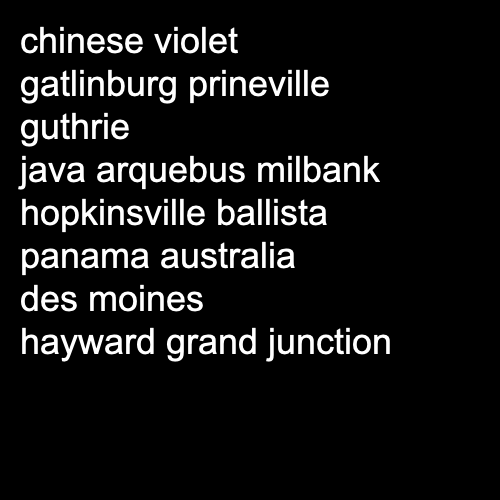 chinese violet
gatlinburg prineville
guthrie
java arquebus milbank
hopkinsville ballista
panama australia
des moines
hayward grand junction